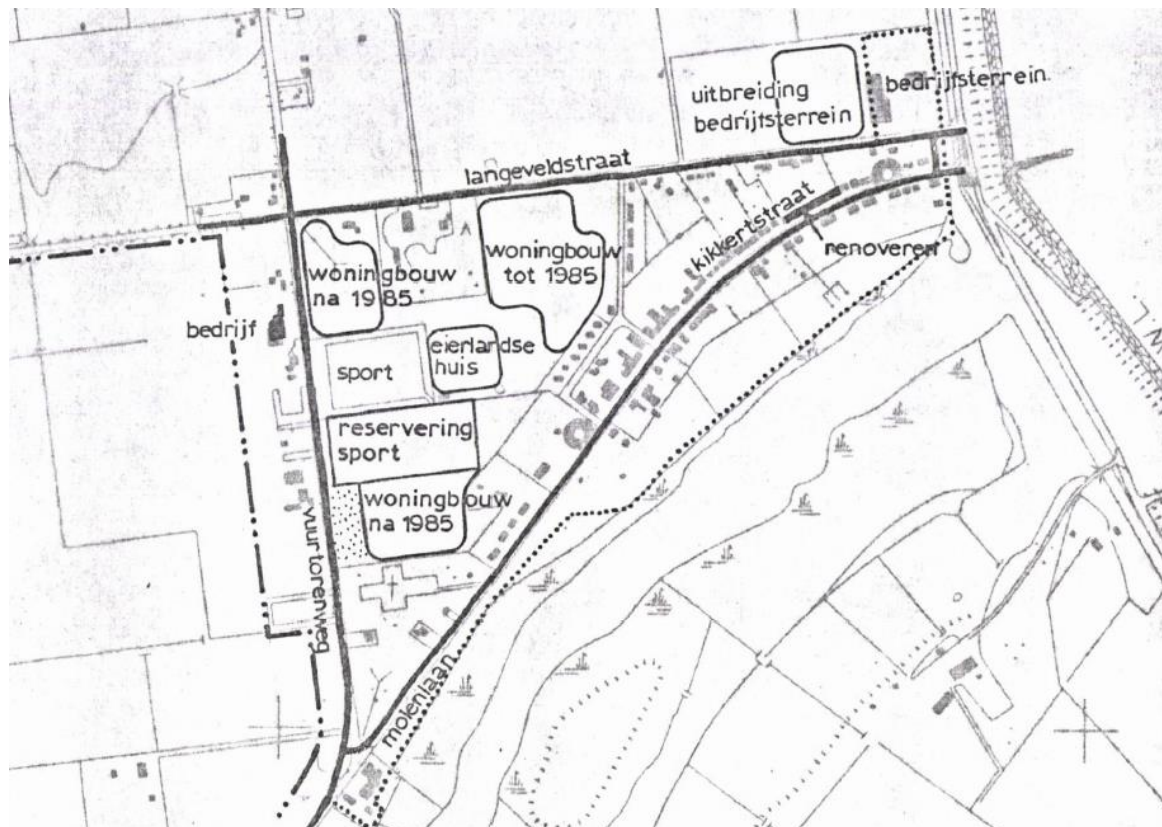 uitbreiding
bedrijfsterrein
bedrijfsterrein
langeveldstraat
kikkertstraat
renoveren
woningbouw
tot 1985
woningbouw
na 1985
bedrijf
eierlandse
huis
sport
reservering
sport
woningbouw
na 1985
vuurtorenweg
molenlaan